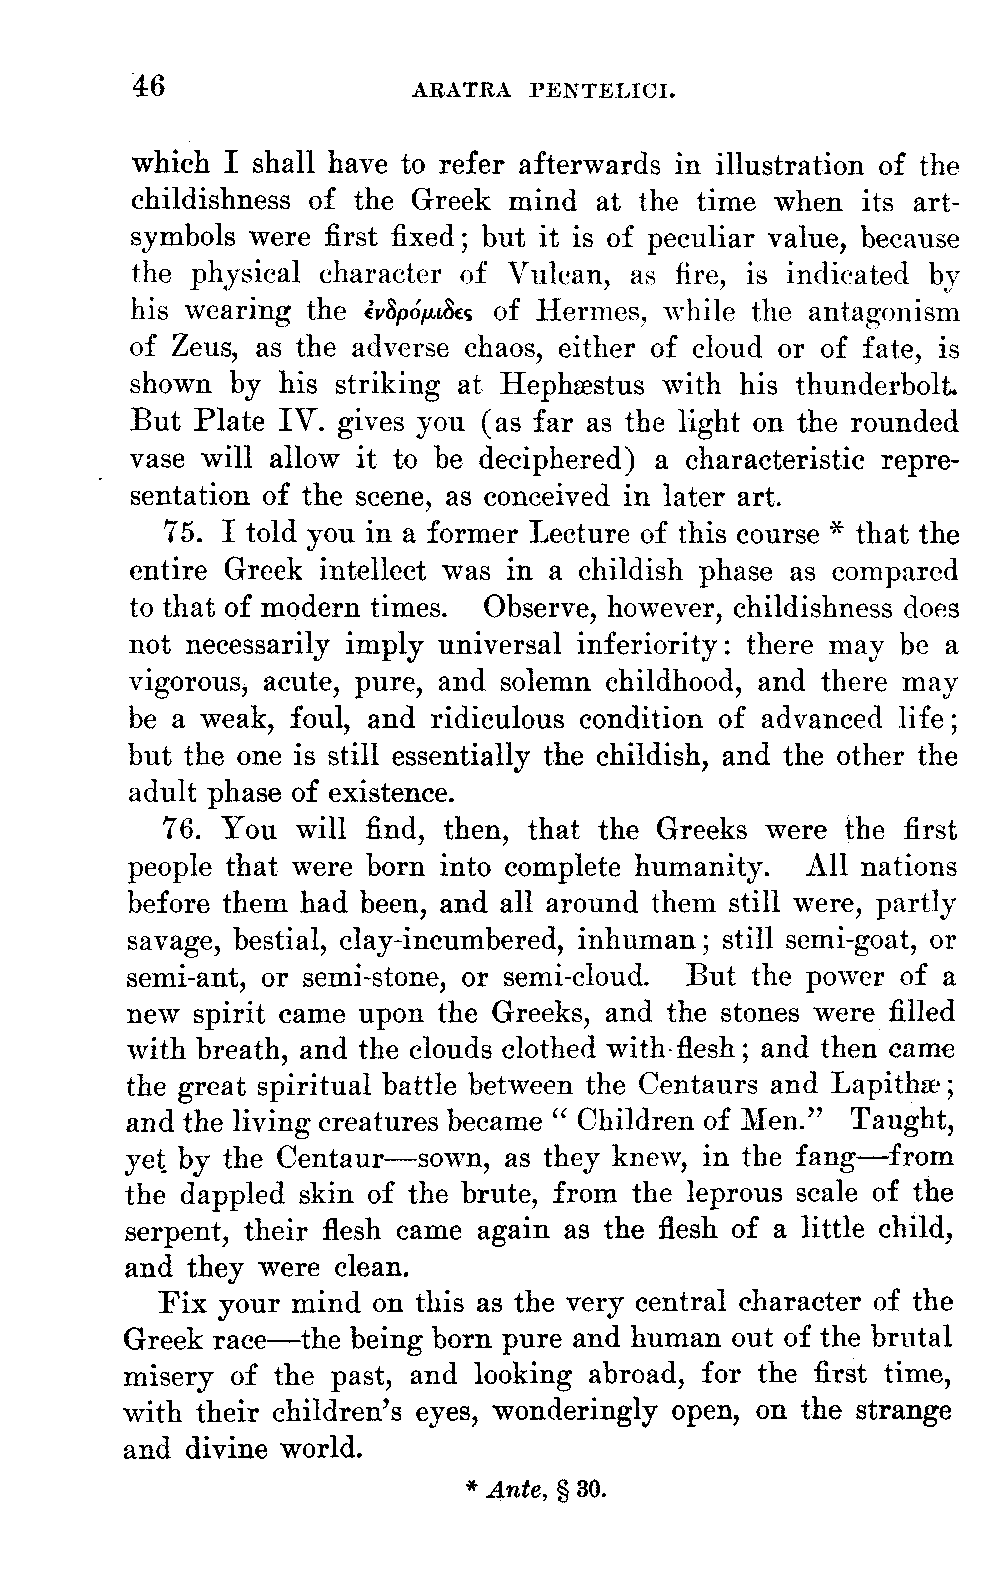 46 ARATRA PENTELICI.
which I shall have to refer afterwards in illustration of the
childishness of the Greek mind at the time when its art-
symbols were first fixed; but it is of peculiar value, because
the physical character of Vulcan, as fire, is indicated by
his wearing the ἐνδρόμιδες of Hermes, while the antagonism
of Zeus, as the adverse chaos, either of cloud or of fate, is
shown by his striking at Hephæstus with his thunderbolt.
But Plate IV. gives you (as far as the light on the rounded
vase will allow it to be deciphered) a characteristic repre-
sentation of the scene, as conceived in later art.
75. I told you in a former Lecture of this course * that the
entire Greek intellect was in a childish phase as compared
to that of modern times. Observe, however, childishness does
not necessarily imply universal inferiority: there may be a
vigorous, acute, pure, and solemn childhood, and there may
be a weak, foul, and ridiculous condition of advanced life;
but the one is still essentially the childish, and the other the
adult phase of existence.
76. You will find, then, that the Greeks were the first
people that were born into complete humanity. All nations
before them had been, and all around them still were, partly
savage, bestial, clay-incumbered, inhuman; still semi-goat, or
semi-ant, or semi-stone, or semi-cloud. But the power of a
new spirit came upon the Greeks, and the stones were filled
with breath, and the clouds clothed with flesh; and then came
the great spiritual battle between the Centaurs and Lapithæ;
and the living creatures became “ Children of Men.” Taught,
yet by the Centaur—sown, as they knew, in the fang—from
the dappled skin of the brute, from the leprous scale of the
serpent, their flesh came again as the flesh of a little child,
and they were clean.
Fix your mind on this as the very central character of the
Greek race—the being born pure and human out of the brutal
misery of the past, and looking abroad, for the first time,
with their children’s eyes, wonderingly open, on the strange
and divine world.
* Ante, § 30.